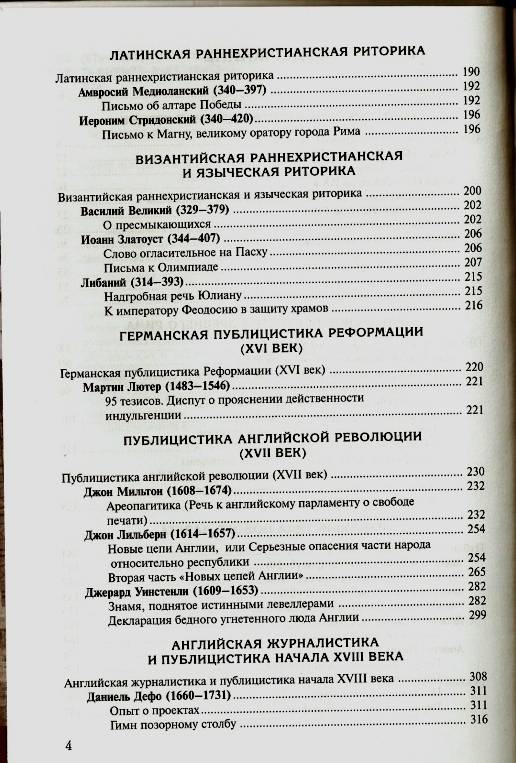 ЛАТИНСКАЯ РАННЕХРИСТИАНСКАЯ РИТОРИКА
Латинская раннехристианская риторика ........ 190
Амвросий Медиоланский (340—397) ........ 192
Письмо об алтаре Победы ........ 192
Иероним Стридонский (340—420) ........ 196
Письмо к Магну, великому оратору города Рима ........ 196
ВИЗАНТИЙСКАЯ РАННЕХРИСТИАНСКАЯ
И ЯЗЫЧЕСКАЯ РИТОРИКА
Византийская раннехристианская и языческая риторика ........ 200
Василий Великий (329—379) ........ 202
О пресмыкающихся ........ 202
Иоанн Златоуст (344—407) ........ 206
Слово огласительное на Пасху ........ 206
Письма к Олимпиаде ........ 207
Либаний (314—393) ........ 215
Надгробная речь Юлиану ........ 215
К императору Феодосию в защиту храмов ........ 216
ГЕРМАНСКАЯ ПУБЛИЦИСТИКА РЕФОРМАЦИИ
(XVI ВЕК)
Германская публицистика Реформации (XVI век) ........ 220
Мартин Лютер (1483—1546) ........ 221
95 тезисов. Диспут о прояснении действенности
индульгенции ........ 221
ПУБЛИЦИСТИКА АНГЛИЙСКОЙ РЕВОЛЮЦИИ
(XVII ВЕК)
Публицистика английской революции (XVII век) ........ 230
Джон Мильтон (1608—1674) ........ 232
Ареопагитика (Речь к английскому парламенту о свободе
печати) ........ 232
Джон Лильберн (1614—1657) ........ 254
Новые цепи Англии, или Серьезные опасения части народа
относительно республики ........ 254
Вторая часть «Новых цепей Англии» ........ 265
Джерард Уинстенли (1609—1653) ........ 282
Знамя, поднятое истинными левеллерами ........ 282
Декларация бедного угнетенного люда Англии ........ 299
АНГЛИЙСКАЯ ЖУРНАЛИСТИКА
И ПУБЛИЦИСТИКА НАЧАЛА XVIII ВЕКА
Английская журналистика и публицистика начала XVIII века ........ 308
Даниель Дефо (1660—1731) ........ 311
Опыт о проектах ........ 311
Гимн позорному столбу ........ 316
4